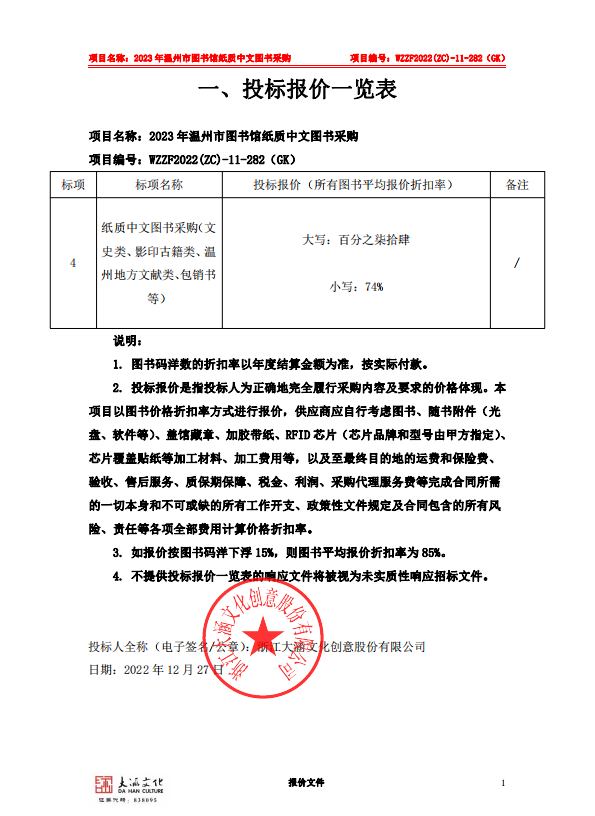 项目名称：2023年温州市图书馆纸质中文图书采购 项目编号：WZZF2022(ZC)-11-282（GK）
一、投标报价一览表
项目名称：2023年温州市图书馆纸质中文图书采购
项目编号：WZZF2022(ZC)-11-282（GK）
标项 标项名称 投标报价（所有图书平均报价折扣率） 备注
4
纸质中文图书采购（文
史类、影印古籍类、温
州地方文献类、包销书
等）
大写：百分之柒拾肆
小写：74%
/
说明：
1. 图书码洋数的折扣率以年度结算金额为准，按实际付款。
2. 投标报价是指投标人为正确地完全履行采购内容及要求的价格体现。本
项目以图书价格折扣率方式进行报价，供应商应自行考虑图书、随书附件（光
盘、软件等）、盖馆藏章、加胶带纸、RFID芯片（芯片品牌和型号由甲方指定）、
芯片覆盖贴纸等加工材料、加工费用等，以及至最终目的地的运费和保险费、
验收、售后服务、质保期保障、税金、利润、采购代理服务费等完成合同所需
的一切本身和不可或缺的所有工作开支、政策性文件规定及合同包含的所有风
险、责任等各项全部费用计算价格折扣率。
3. 如报价按图书码洋下浮15%，则图书平均报价折扣率为85%。
4. 不提供投标报价一览表的响应文件将被视为未实质性响应招标文件。
投标人全称（电子签名/公章）：浙江大涵文化创意股份有限公司
日期：2022年12月27日
浙江大涵文化创意股份有限公司
大涵文化
DA HAN CULTURE
证券代码：838095
报价文件
1